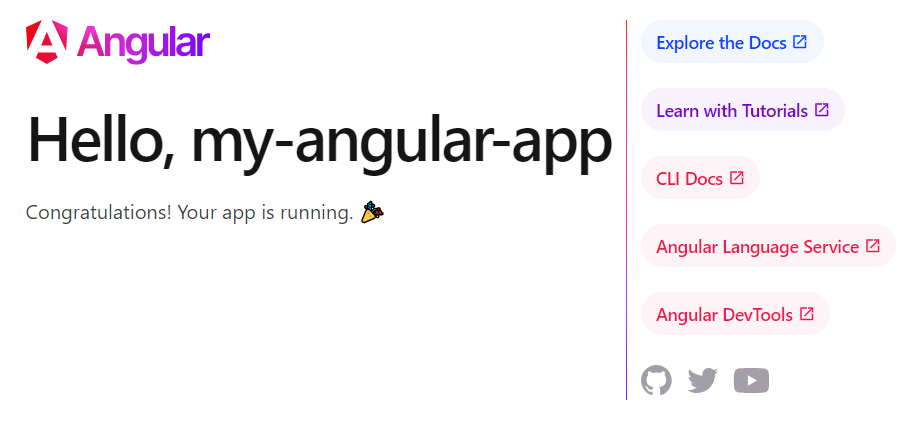 Angular
Hello, my-angular-app
Congratulations! Your app is running. 🎉
Explore the Docs
Learn with Tutorials
CLI Docs
Angular Language Service
Angular DevTools